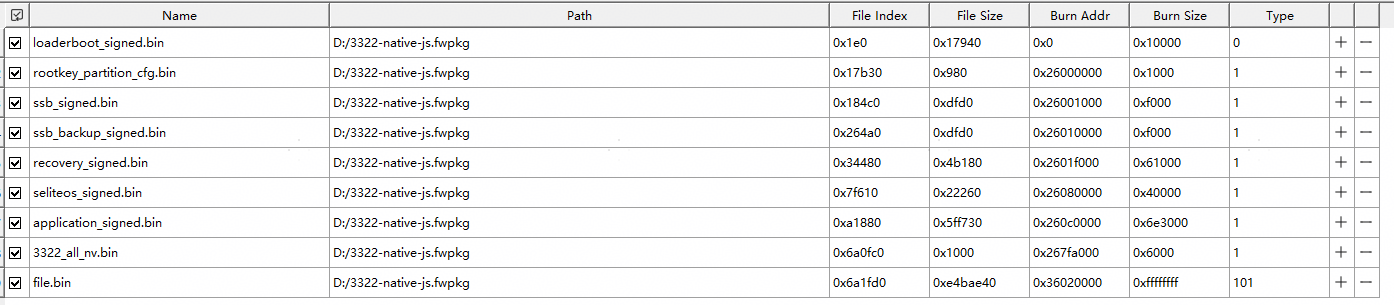 Name Path File Index File Size Burn Addr Burn Size Type
loaderboot_signed.bin D:/3322-native-js.fwpkg 0x1e0 0x17940 0x0 0x10000 0 + −
rootkey_partition_cfg.bin D:/3322-native-js.fwpkg 0x17b30 0x980 0x26000000 0x1000 1 + −
ssb_signed.bin D:/3322-native-js.fwpkg 0x184c0 0xdfd0 0x26001000 0xf000 1 + −
ssb_backup_signed.bin D:/3322-native-js.fwpkg 0x264a0 0xdfd0 0x26010000 0xf000 1 + −
recovery_signed.bin D:/3322-native-js.fwpkg 0x34480 0x4b180 0x2601f000 0x61000 1 + −
seliteos_signed.bin D:/3322-native-js.fwpkg 0x7f610 0x22260 0x26080000 0x40000 1 + −
application_signed.bin D:/3322-native-js.fwpkg 0xa1880 0x5ff730 0x260c0000 0x6e3000 1 + −
3322_all_nv.bin D:/3322-native-js.fwpkg 0x6a0fc0 0x1000 0x267fa000 0x6000 1 + −
file.bin D:/3322-native-js.fwpkg 0x6a1fd0 0xe4bae40 0x36020000 0xffffffff 101 + −